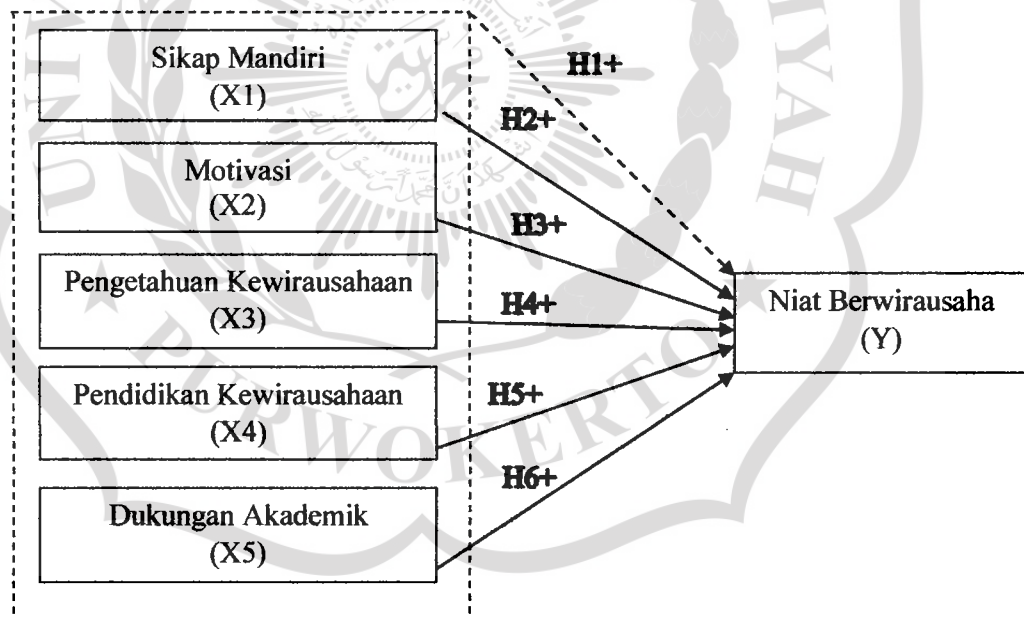 Sikap Mandiri
(X1)
H1+
H2+
Motivasi
(X2)
H3+
Pengetahuan Kewirausahaan
(X3)
H4+
Niat Berwirausaha
(Y)
Pendidikan Kewirausahaan
(X4)
H5+
Dukungan Akademik
(X5)
H6+
PURWOKERTO